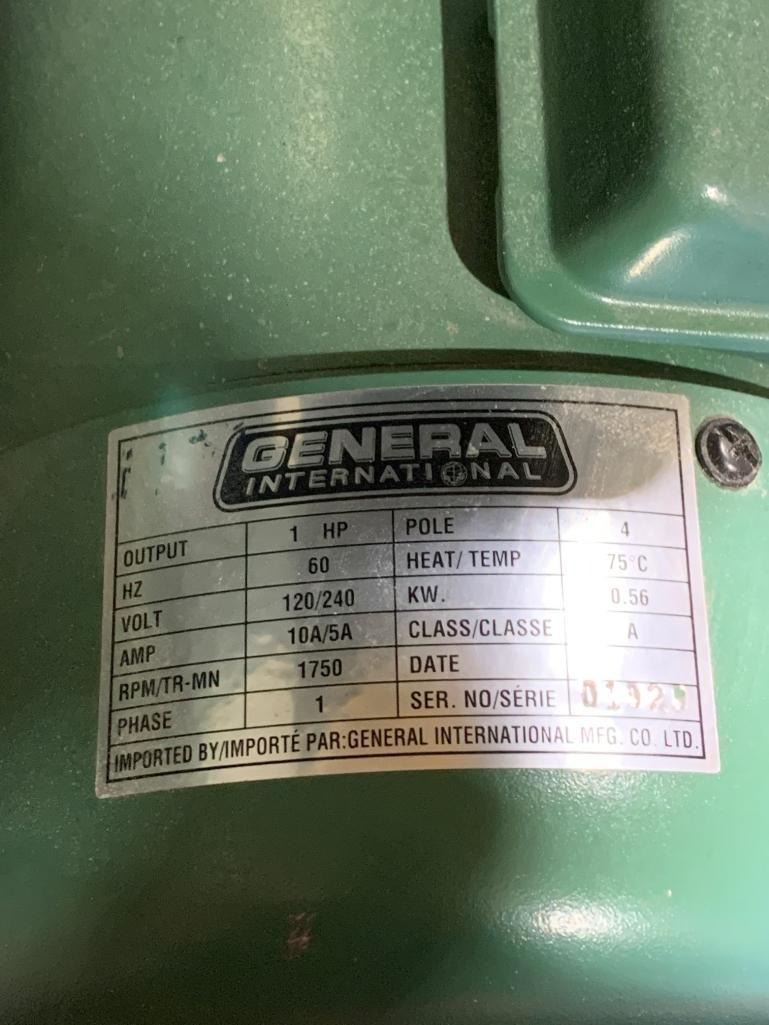 GENERAL
INTERNATIONAL
OUTPUT 1 HP POLE 4
HZ 60 HEAT/TEMP 75°C
VOLT 120/240 KW. 0.56
AMP 10A/5A CLASS/CLASSE A
RPM/TR-MN 1750 DATE
PHASE 1 SER. NO/SÉRIE 01929
IMPORTED BY/IMPORTÉ PAR:GENERAL INTERNATIONAL MFG. CO. LTD.